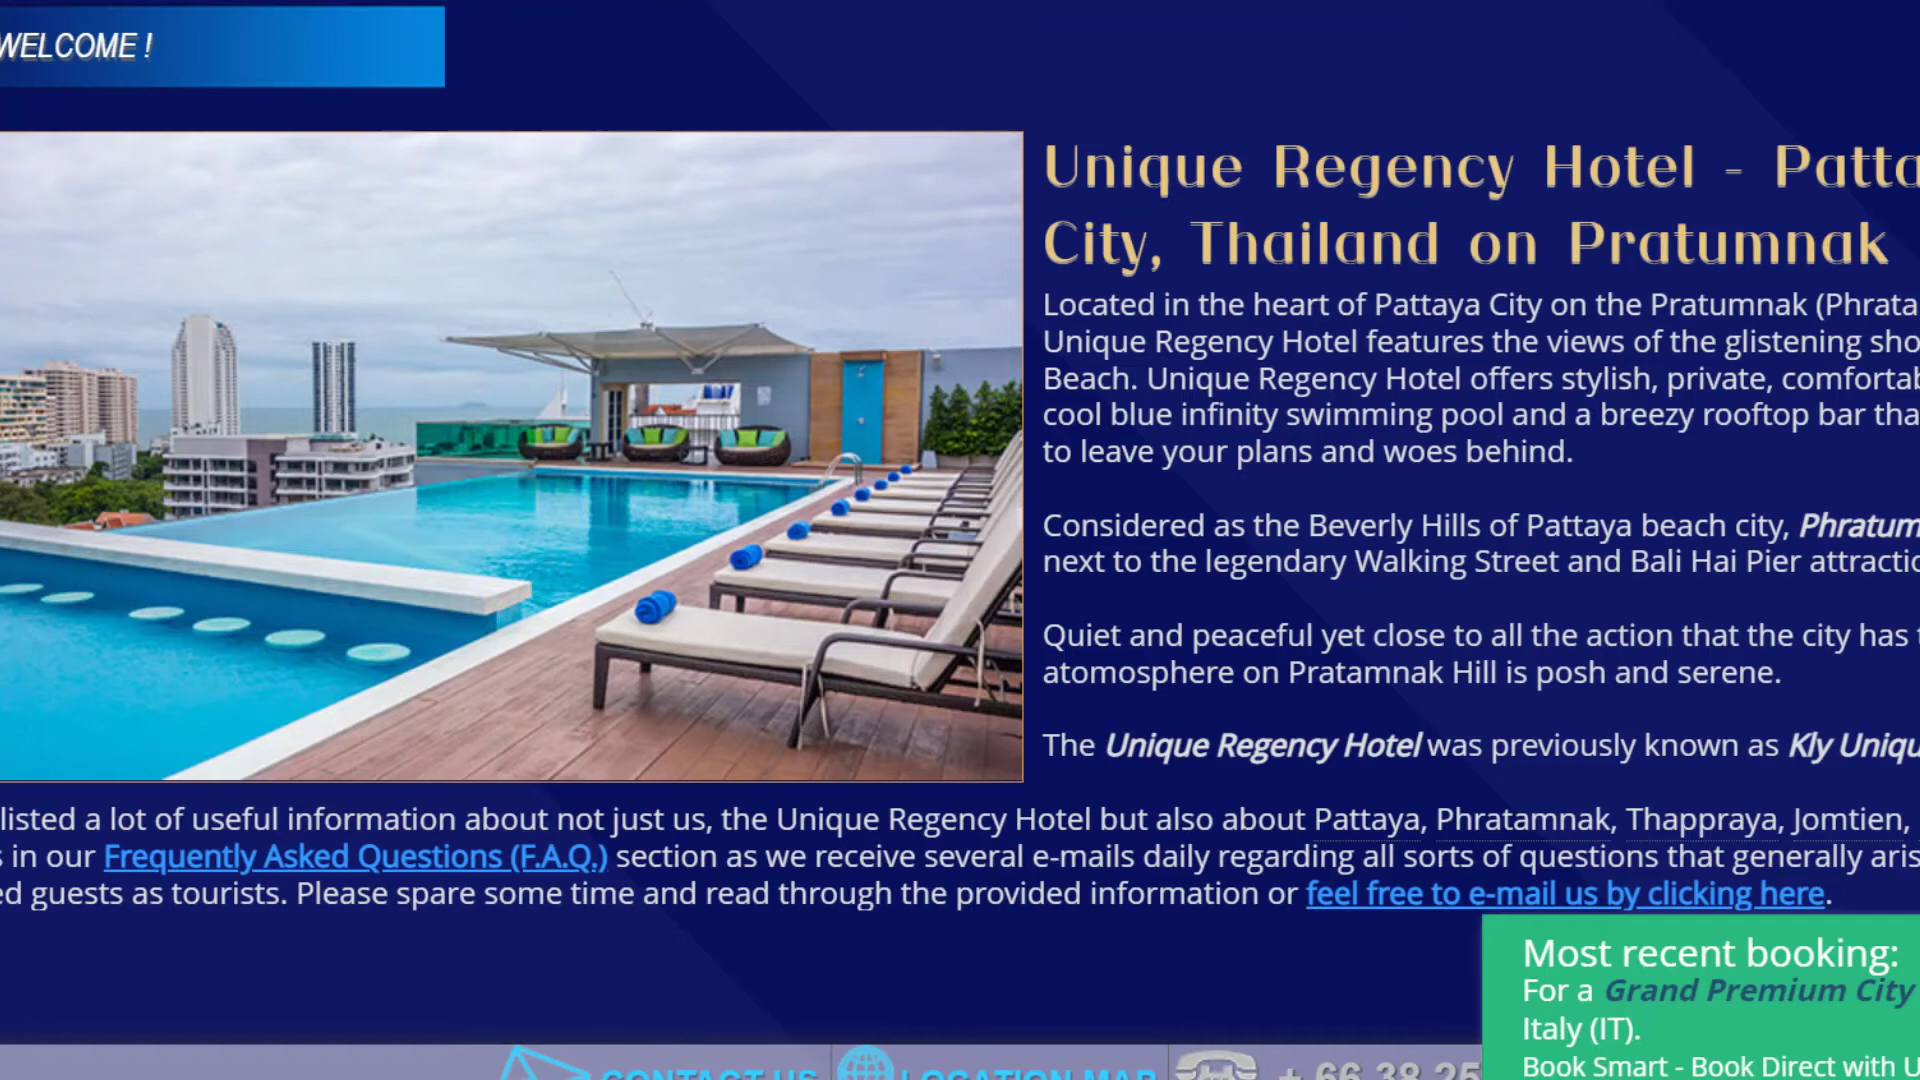 WELCOME !
Unique Regency Hotel - Patta
City, Thailand on Pratumnak
Located in the heart of Pattaya City on the Pratumnak (Phrata
Unique Regency Hotel features the views of the glistening sho
Beach. Unique Regency Hotel offers stylish, private, comfortab
cool blue infinity swimming pool and a breezy rooftop bar tha
to leave your plans and woes behind.
Considered as the Beverly Hills of Pattaya beach city, Phratum
next to the legendary Walking Street and Bali Hai Pier attractio
Quiet and peaceful yet close to all the action that the city has t
atomosphere on Pratamnak Hill is posh and serene.
The Unique Regency Hotel was previously known as Kly Uniqu
listed a lot of useful information about not just us, the Unique Regency Hotel but also about Pattaya, Phratamnak, Thappraya, Jomtien,
s in our Frequently Asked Questions (F.A.Q.) section as we receive several e-mails daily regarding all sorts of questions that generally aris
ed guests as tourists. Please spare some time and read through the provided information or feel free to e-mail us by clicking here.
Most recent booking:
For a Grand Premium City
Italy (IT).
Book Smart - Book Direct with U
CONTACT US LOCATION MAP + 66 38 25